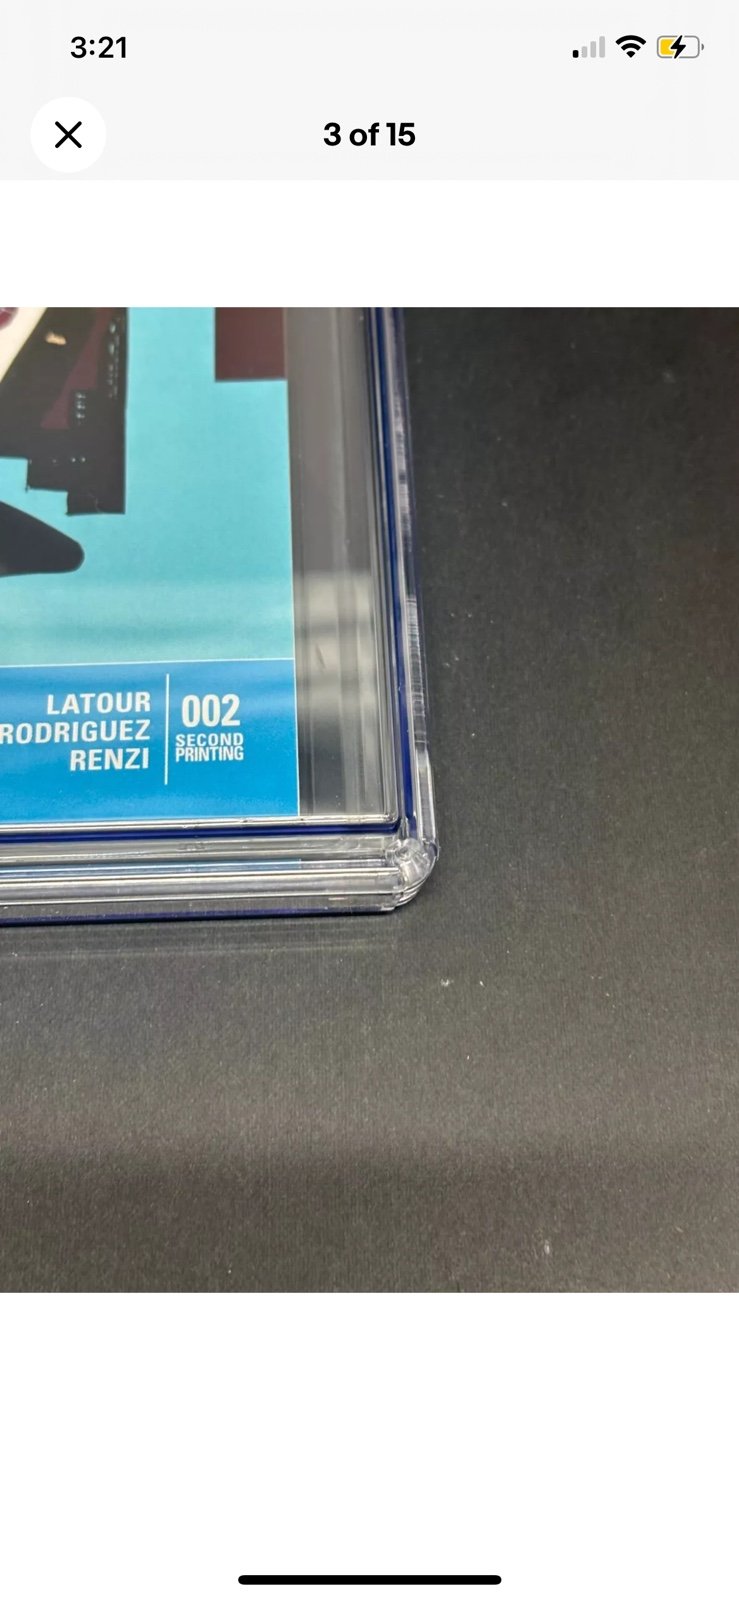 3:21
3 of 15
LATOUR
RODRIGUEZ
RENZI
002
SECOND
PRINTING